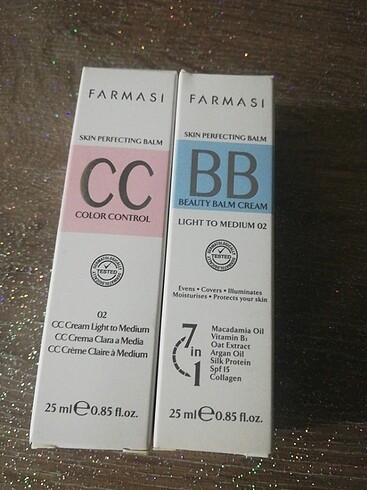 FARMASI
SKIN PERFECTING BALM
CC
COLOR CONTROL
TESTED
02
CC Cream Light to Medium
CC Crema Clara a Media
CC Crème Claire à Medium
25 ml℮0.85 fl.oz.
FARMASI
SKIN PERFECTING BALM
BB
BEAUTY BALM CREAM
LIGHT TO MEDIUM 02
TESTED
Evens • Covers • Illuminates
Moisturises • Protects your skin
7 in 1
Macadamia Oil
Vitamin B₃
Oat Extract
Argan Oil
Silk Protein
Spf 15
Collagen
25 ml℮0.85 fl.oz.